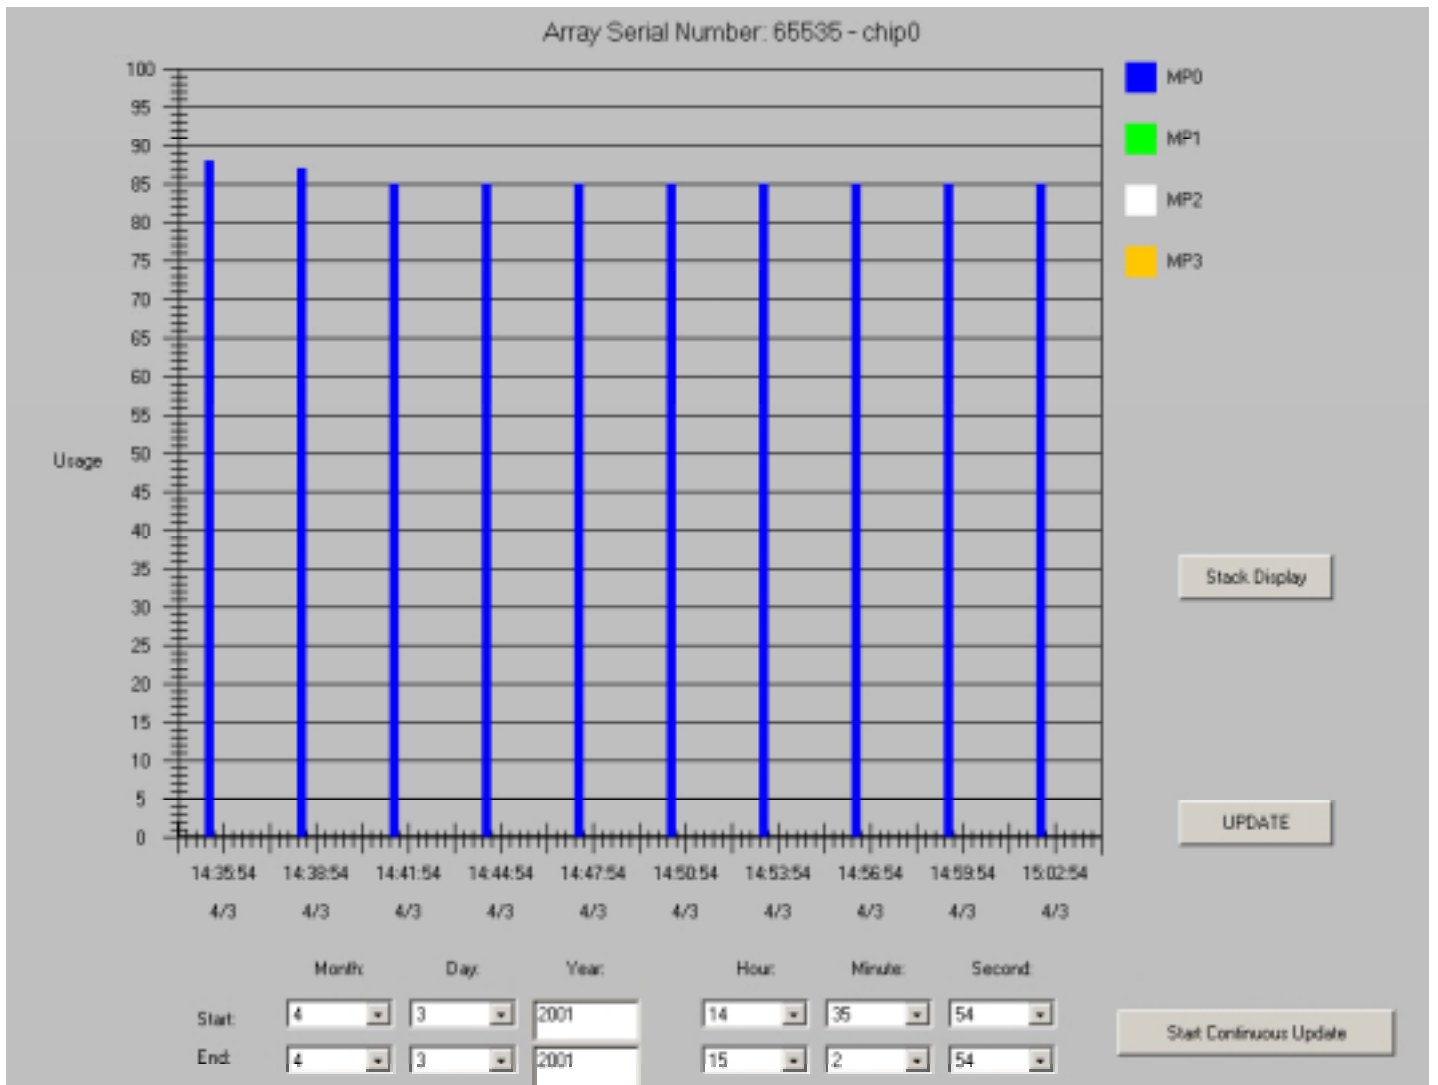 Array Serial Number: 65535 - chip0
100
95
90
85
80
75
70
65
60
55
50
45
40
35
30
25
20
15
10
5
0
Usage
MP0
MP1
MP2
MP3
Stack Display
UPDATE
14:35:54 14:38:54 14:41:54 14:44:54 14:47:54 14:50:54 14:53:54 14:56:54 14:59:54 15:02:54
4/3 4/3 4/3 4/3 4/3 4/3 4/3 4/3 4/3 4/3
Month: Day: Year: Hour: Minute: Second:
Start: 4 3 2001 14 35 54
End: 4 3 2001 15 2 54
Start Continuous Update